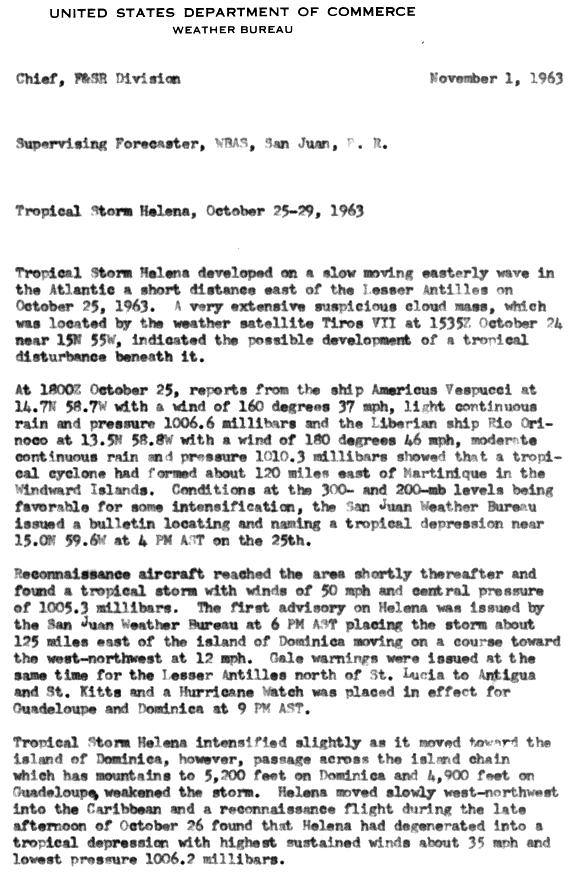 UNITED STATES DEPARTMENT OF COMMERCE
WEATHER BUREAU
Chief, F&SR Division November 1, 1963
Supervising Forecaster, WBAS, San Juan, P. R.
Tropical Storm Helena, October 25-29, 1963
Tropical Storm Helena developed on a slow moving easterly wave in
the Atlantic a short distance east of the Lesser Antilles on
October 25, 1963. A very extensive suspicious cloud mass, which
was located by the weather satellite Tiros VII at 1535Z October 24
near 15N 55W, indicated the possible development of a tropical
disturbance beneath it.
At 1800Z October 25, reports from the ship Americus Vespucci at
14.7N 58.7W with a wind of 160 degrees 37 mph, light continuous
rain and pressure 1006.6 millibars and the Liberian ship Rio Ori-
noco at 13.5N 58.8W with a wind of 180 degrees 46 mph, moderate
continuous rain and pressure 1010.3 millibars showed that a tropi-
cal cyclone had formed about 120 miles east of Martinique in the
Windward Islands. Conditions at the 300- and 200-mb levels being
favorable for some intensification, the San Juan Weather Bureau
issued a bulletin locating and naming a tropical depression near
15.0N 59.6W at 4 PM AST on the 25th.
Reconnaissance aircraft reached the area shortly thereafter and
found a tropical storm with winds of 50 mph and central pressure
of 1005.3 millibars. The first advisory on Helena was issued by
the San Juan Weather Bureau at 6 PM AST placing the storm about
125 miles east of the island of Dominica moving on a course toward
the west-northwest at 12 mph. Gale warnings were issued at the
same time for the Lesser Antilles north of St. Lucia to Antigua
and St. Kitts and a Hurricane Watch was placed in effect for
Guadeloupe and Dominica at 9 PM AST.
Tropical Storm Helena intensified slightly as it moved toward the
island of Dominica, however, passage across the island chain
which has mountains to 5,200 feet on Dominica and 4,900 feet on
Guadeloupe, weakened the storm. Helena moved slowly west-northwest
into the Caribbean and a reconnaissance flight during the late
afternoon of October 26 found that Helena had degenerated into a
tropical depression with highest sustained winds about 35 mph and
lowest pressure 1006.2 millibars.